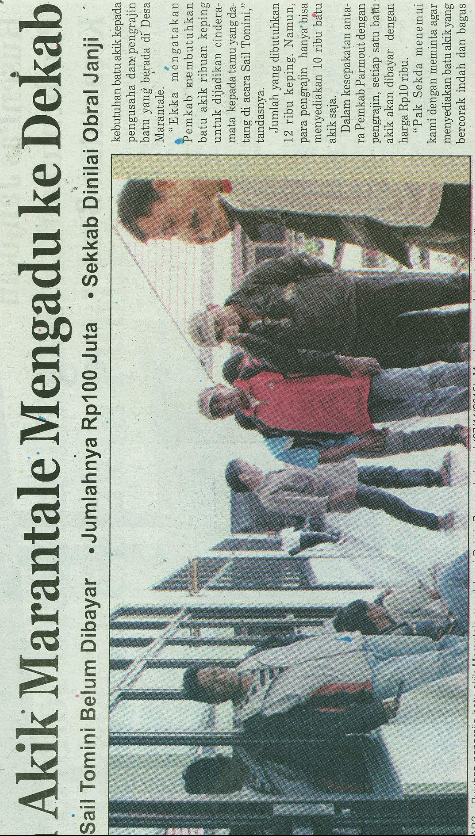 Akik Marantale Mengadu ke Dekab
Sail Tomini Belum Dibayar • Jumlahnya Rp100 Juta • Sekkab Dinilai Obral Janji
kebutuhan batu akik kepada
pengusaha dan pengrajin
batu yang berada di Desa
Marantale.
"Ekka mengatakan
Pemkab membutuhkan
batu akik ribuan keping
untuk dijadikan cindera-
mata kepada tamu yang da-
tang di acara Sail Tomini,"
tandasnya.
Jumlah yang dibutuhkan
12 ribu keping. Namun,
para pengrajin hanya bisa
menyediakan 10 ribu batu
akik saja.
Dalam kesepakatan anta-
ra Pemkab Parmout dengan
pengrajin, setiap satu batu
akik akan dibayar dengan
harga Rp10 ribu.
"Pak Sekda menemui
kami dengan meminta agar
menyediakan batu akik yang
bercorak indah dan bagus